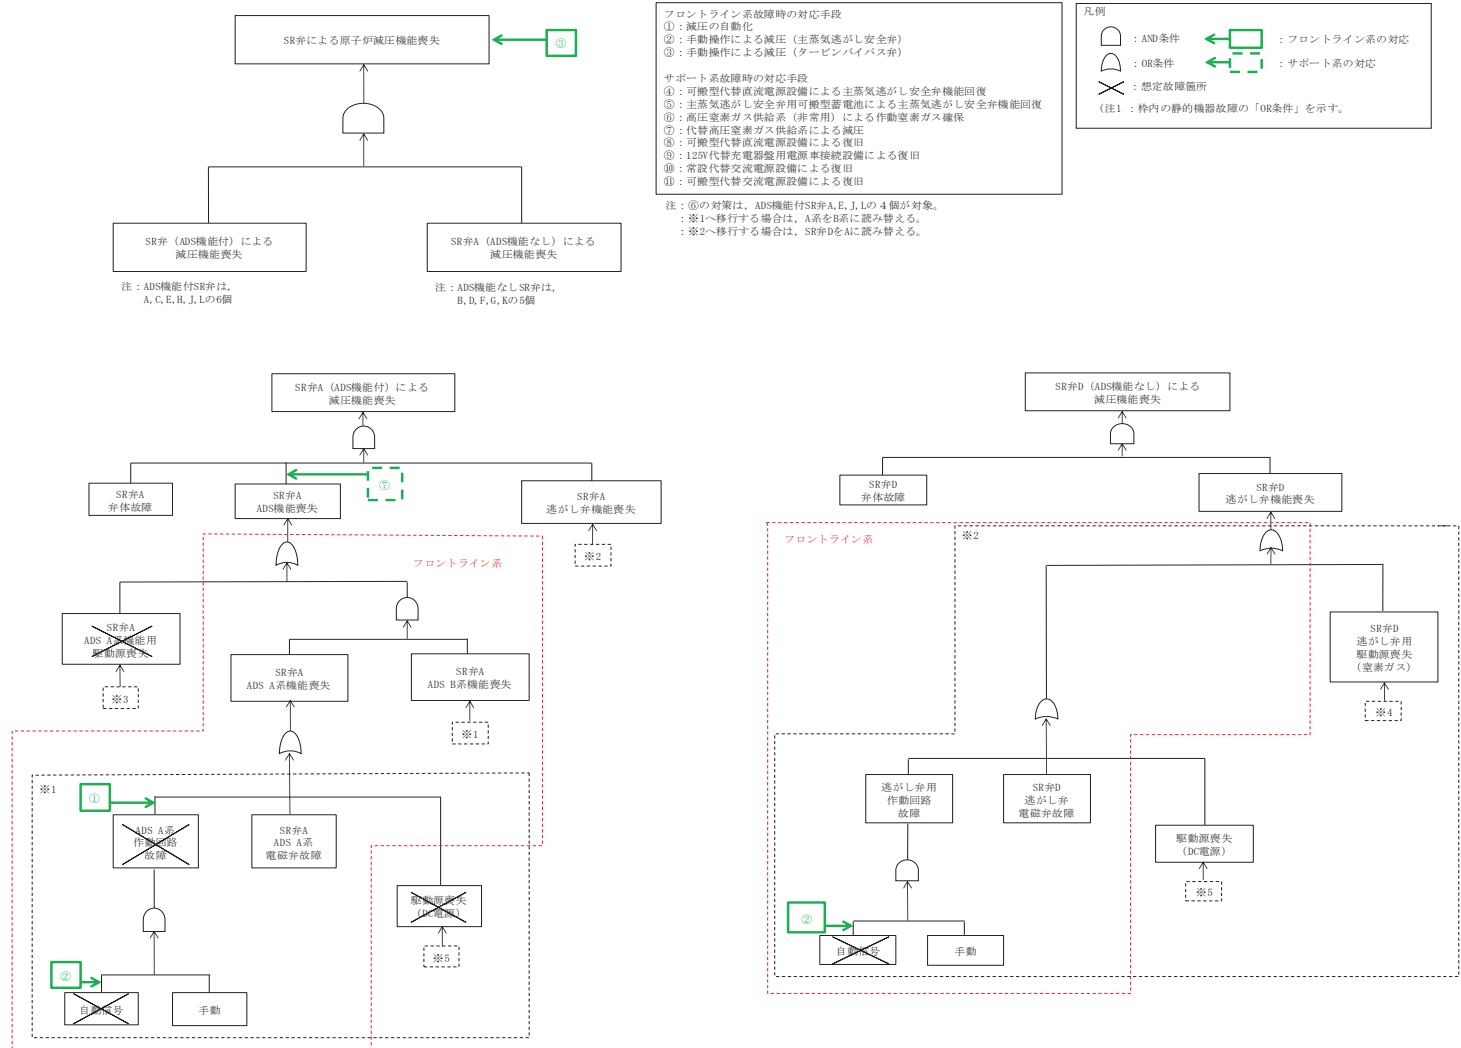 SR弁による原子炉減圧機能喪失
③
SR弁（ADS機能付）による
減圧機能喪失
SR弁A（ADS機能なし）による
減圧機能喪失
注：ADS機能付SR弁は，
A,C,E,H,J,Lの6個
注：ADS機能なしSR弁は，
B,D,F,G,Kの5個
フロントライン系故障時の対応手段
①：減圧の自動化
②：手動操作による減圧（主蒸気逃がし安全弁）
③：手動操作による減圧（タービンバイパス弁）
サポート系故障時の対応手段
④：可搬型代替直流電源設備による主蒸気逃がし安全弁機能回復
⑤：主蒸気逃がし安全弁用可搬型蓄電池による主蒸気逃がし安全弁機能回復
⑥：高圧窒素ガス供給系（非常用）による作動窒素ガス確保
⑦：代替高圧窒素ガス供給系による減圧
⑧：可搬型代替直流電源設備による復旧
⑨：125V代替充電器盤用電源車接続設備による復旧
⑩：常設代替交流電源設備による復旧
⑪：可搬型代替交流電源設備による復旧
注：⑥の対策は，ADS機能付SR弁A,E,J,Lの４個が対象。
：※1へ移行する場合は，A系をB系に読み替える。
：※2へ移行する場合は，SR弁DをAに読み替える。
凡例
：AND条件
：フロントライン系の対応
：OR条件
：サポート系の対応
：想定故障箇所
（注1 ：枠内の静的機器故障の「OR条件」を示す。
SR弁A（ADS機能付）による
減圧機能喪失
SR弁A
弁体故障
SR弁A
ADS機能喪失
⑦
SR弁A
逃がし弁機能喪失
※2
フロントライン系
SR弁A
ADS A系機能用
駆動源喪失
※3
SR弁A
ADS A系機能喪失
SR弁A
ADS B系機能喪失
※1
※1
①
ADS A系
作動回路
故障
SR弁A
ADS A系
電磁弁故障
駆動源喪失
（DC電源）
※5
②
自動信号
手動
SR弁D（ADS機能なし）による
減圧機能喪失
SR弁D
弁体故障
SR弁D
逃がし弁機能喪失
フロントライン系
※2
SR弁D
逃がし弁用
駆動源喪失
（窒素ガス）
※4
逃がし弁用
作動回路
故障
SR弁D
逃がし弁
電磁弁故障
駆動源喪失
（DC電源）
※5
②
自動信号
手動